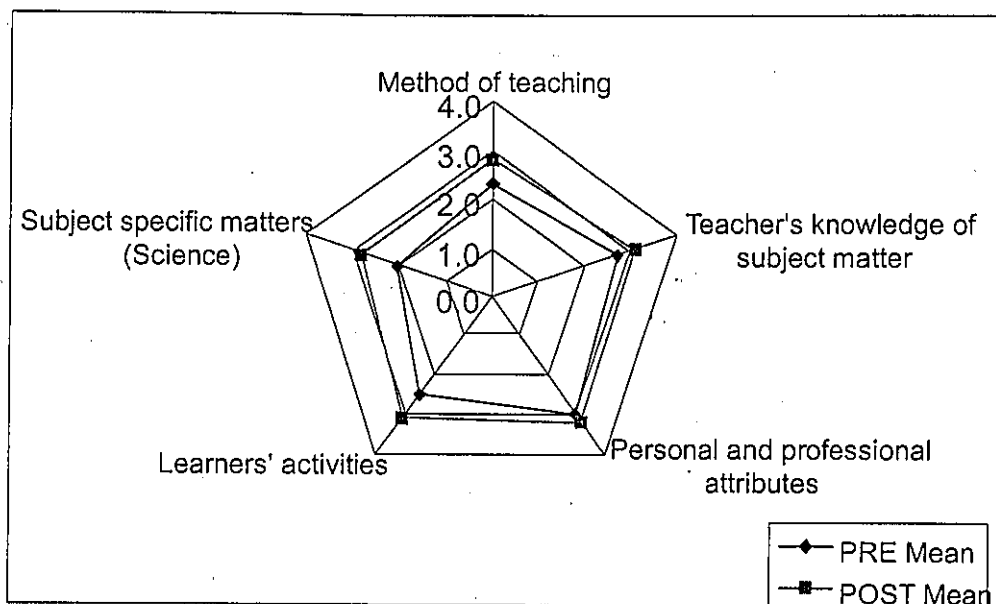 Method of teaching
4.0
3.0
2.0
1.0
0.0
Teacher's knowledge of
subject matter
Personal and professional
attributes
Learners' activities
Subject specific matters
(Science)
PRE Mean
POST Mean